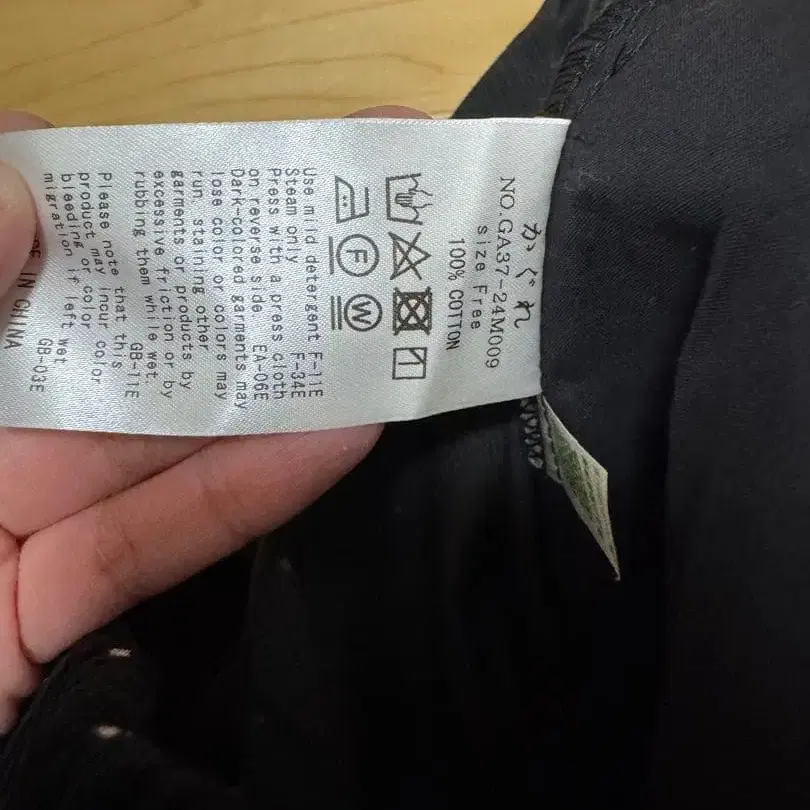 かぐれ
NO.GA37-24M009
size Free
100% COTTON
F W
Use mild detergent F-11E
Steam only F-34E
Press with a press cloth
on reverse side EA-06E
Dark-colored garments may
lose color or colors may
run, staining other
garments or products by
excessive friction or by
rubbing them while wet.
GB-11E
Please note that this
product may incur color
bleeding or color
migration if left wet
GB-03E
IN CHINA